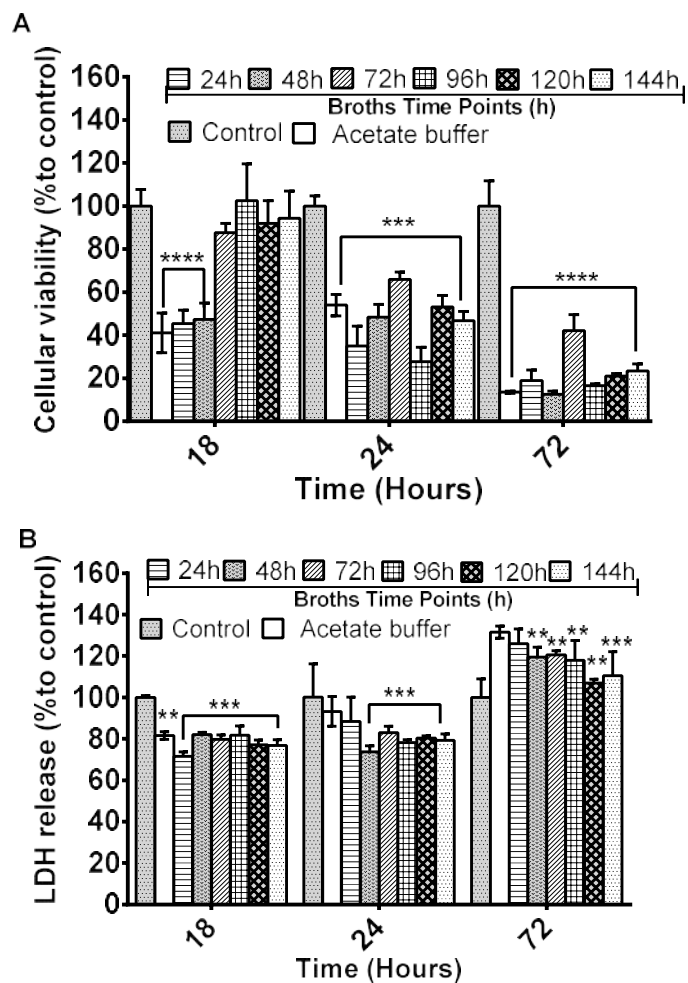 A
24h 48h 72h 96h 120h 144h
Broths Time Points (h)
Control Acetate buffer
Cellular viability (%to control)
160
140
120
100
80
60
40
20
0
**** *** ****
18 24 72
Time (Hours)
B
24h 48h 72h 96h 120h 144h
Broths Time Points (h)
Control Acetate buffer
LDH release (%to control)
160
140
120
100
80
60
40
20
0
** *** *** ** ** ** ** ***
18 24 72
Time (Hours)